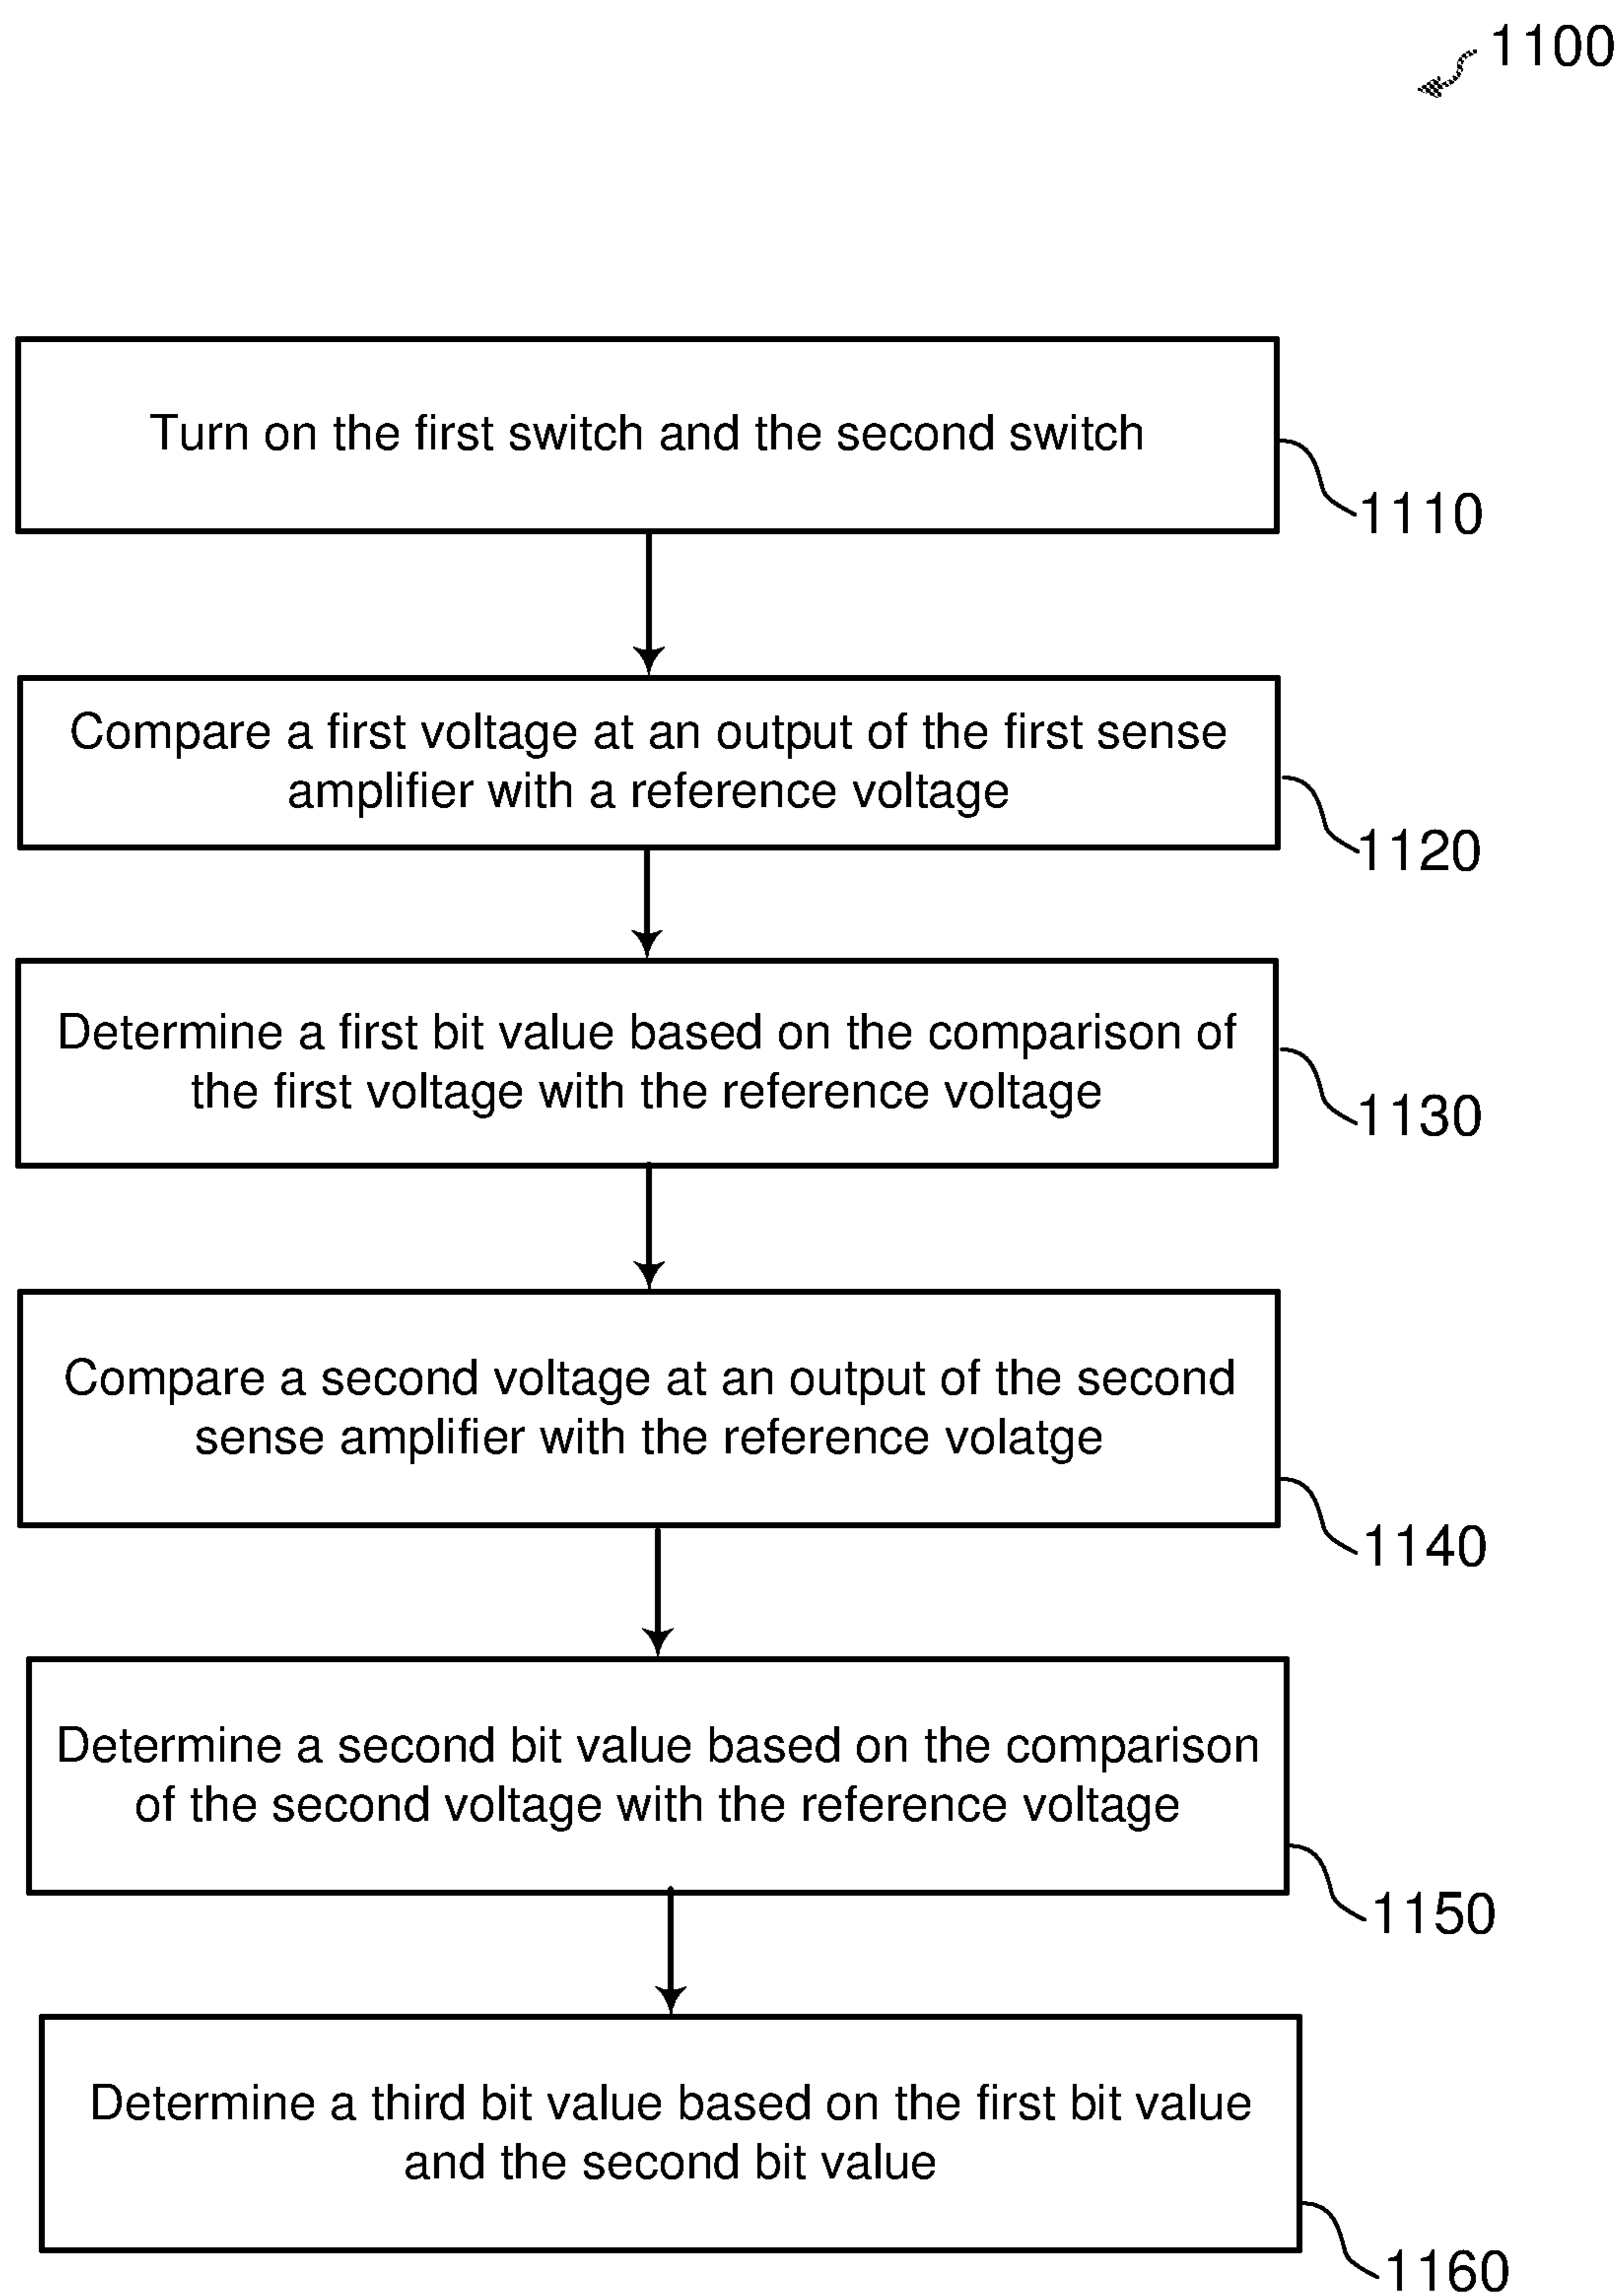 1100
Turn on the first switch and the second switch
1110
Compare a first voltage at an output of the first sense
amplifier with a reference voltage
1120
Determine a first bit value based on the comparison of
the first voltage with the reference voltage
1130
Compare a second voltage at an output of the second
sense amplifier with the reference volatge
1140
Determine a second bit value based on the comparison
of the second voltage with the reference voltage
1150
Determine a third bit value based on the first bit value
and the second bit value
1160